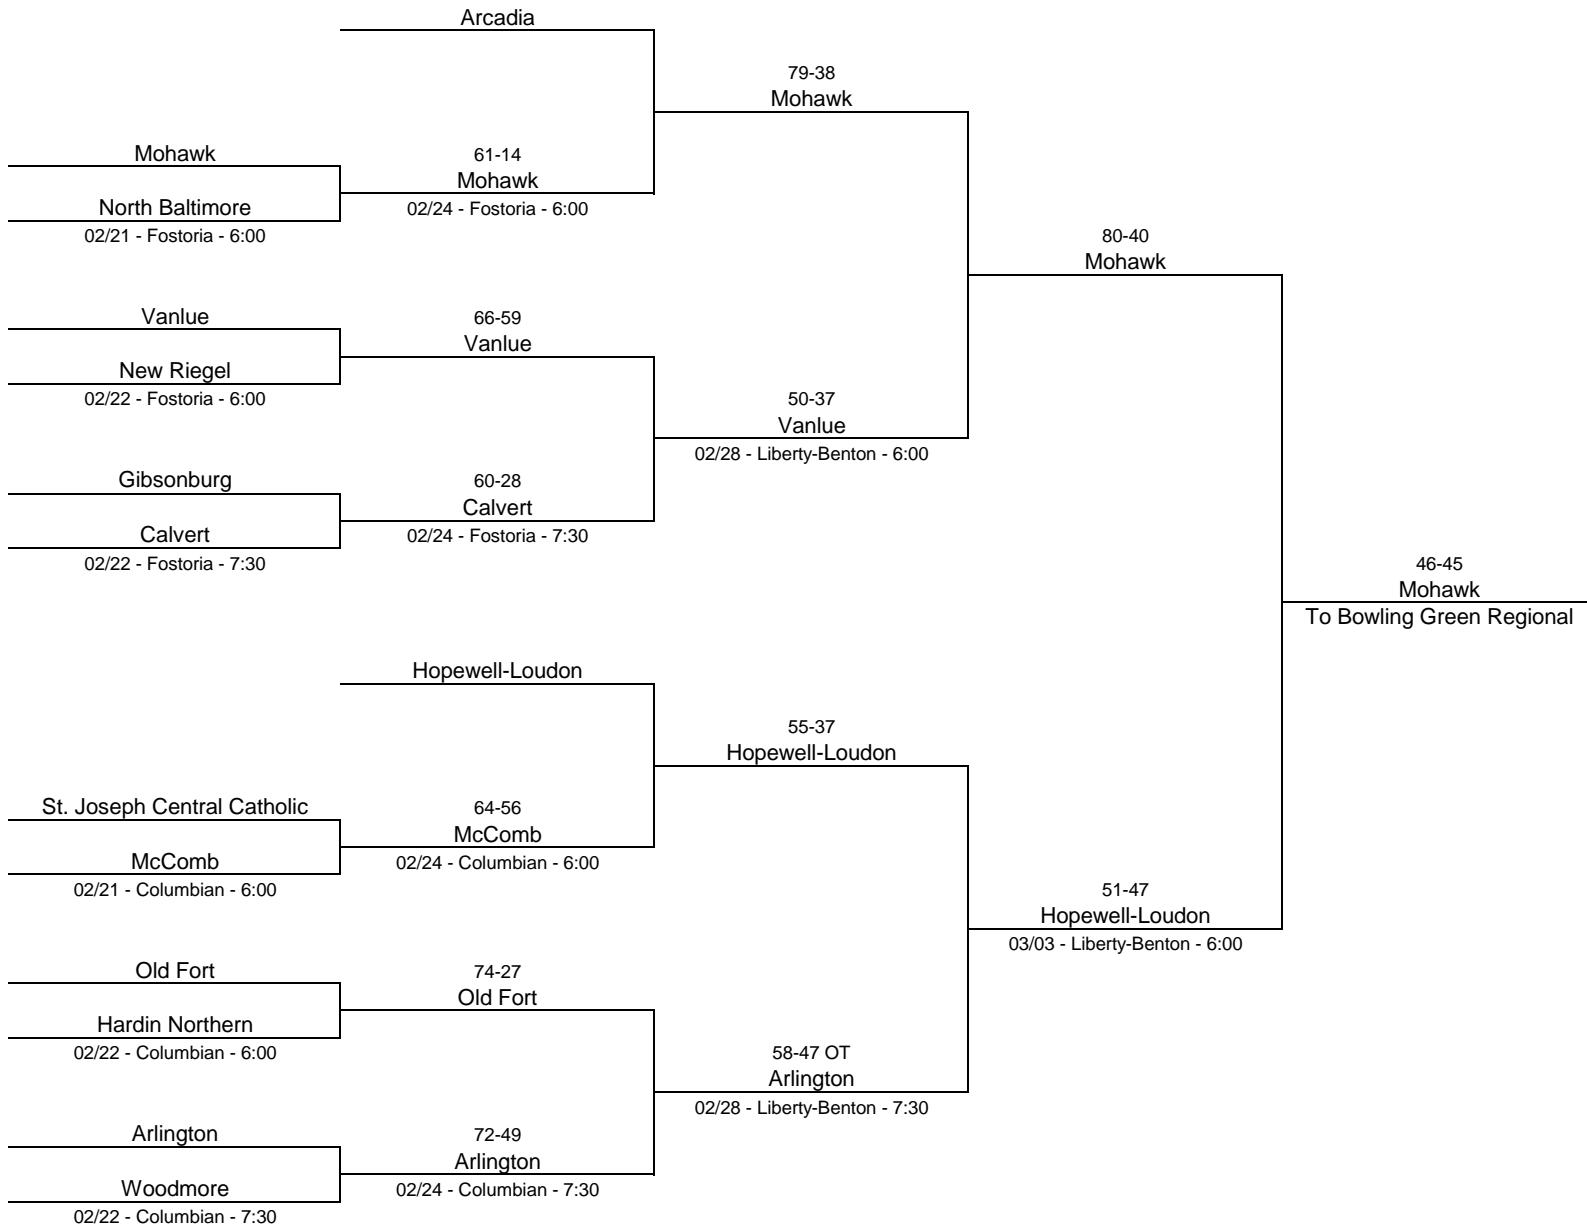 Arcadia
79-38
Mohawk
Mohawk
61-14
Mohawk
North Baltimore
02/24 - Fostoria - 6:00
02/21 - Fostoria - 6:00
80-40
Mohawk
Vanlue
66-59
Vanlue
New Riegel
02/22 - Fostoria - 6:00
50-37
Vanlue
02/28 - Liberty-Benton - 6:00
Gibsonburg
60-28
Calvert
Calvert
02/24 - Fostoria - 7:30
02/22 - Fostoria - 7:30
46-45
Mohawk
To Bowling Green Regional
Hopewell-Loudon
55-37
Hopewell-Loudon
St. Joseph Central Catholic
64-56
McComb
McComb
02/24 - Columbian - 6:00
02/21 - Columbian - 6:00
51-47
Hopewell-Loudon
03/03 - Liberty-Benton - 6:00
Old Fort
74-27
Old Fort
Hardin Northern
02/22 - Columbian - 6:00
58-47 OT
Arlington
02/28 - Liberty-Benton - 7:30
Arlington
72-49
Arlington
Woodmore
02/24 - Columbian - 7:30
02/22 - Columbian - 7:30